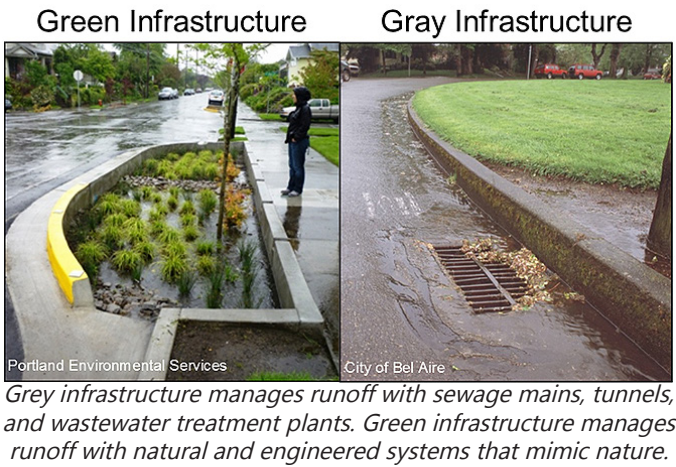 Green Infrastructure
Gray Infrastructure
Portland Environmental Services
City of Bel Aire
Grey infrastructure manages runoff with sewage mains, tunnels,
and wastewater treatment plants. Green infrastructure manages
runoff with natural and engineered systems that mimic nature.